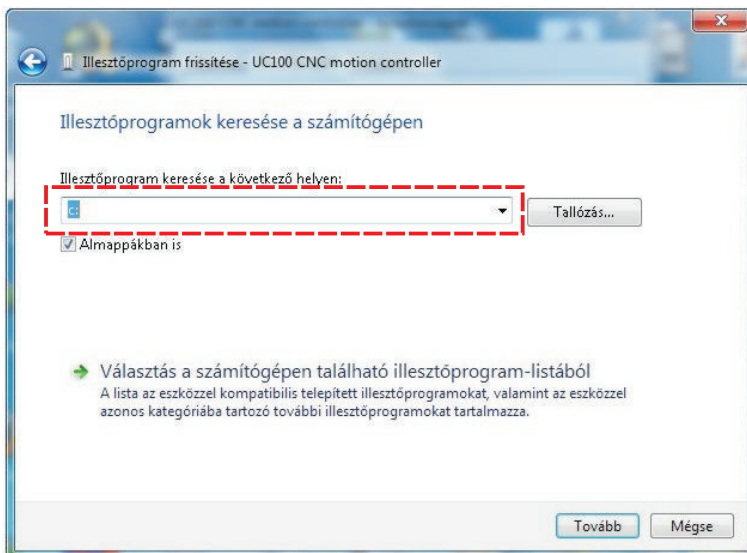 Illesztőprogram frissítése - UC100 CNC motion controller
Illesztőprogramok keresése a számítógépen
Illesztőprogram keresése a következő helyen:
c:
Tallózás...
Almappákban is
Választás a számítógépen található illesztőprogram-listából
A lista az eszközzel kompatibilis telepített illesztőprogramokat, valamint az eszközzel
azonos kategóriába tartozó további illesztőprogramokat tartalmazza.
Tovább
Mégse